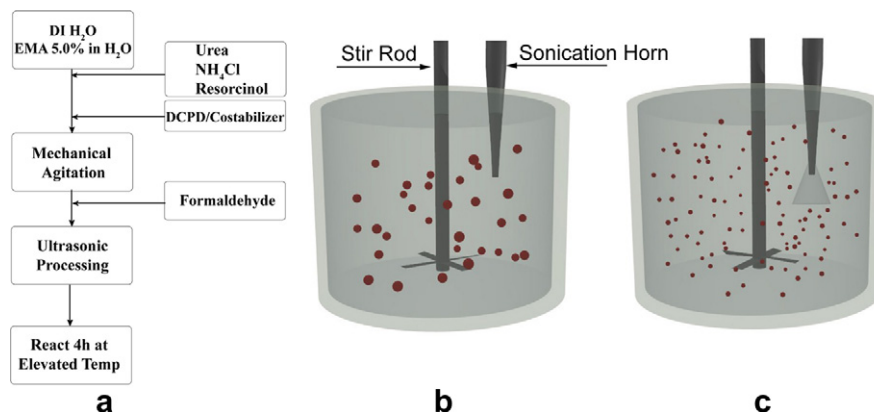 DI H₂O
EMA 5.0% in H₂O
Urea
NH₄Cl
Resorcinol
DCPD/Costabilizer
Mechanical
Agitation
Formaldehyde
Ultrasonic
Processing
React 4h at
Elevated Temp
a
Stir Rod
Sonication Horn
b
c